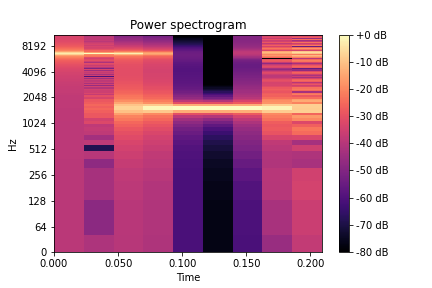 Power spectrogram
8192
4096
2048
1024
512
256
128
64
0
Hz
0.000 0.050 0.100 0.150 0.200
Time
+0 dB
-10 dB
-20 dB
-30 dB
-40 dB
-50 dB
-60 dB
-70 dB
-80 dB